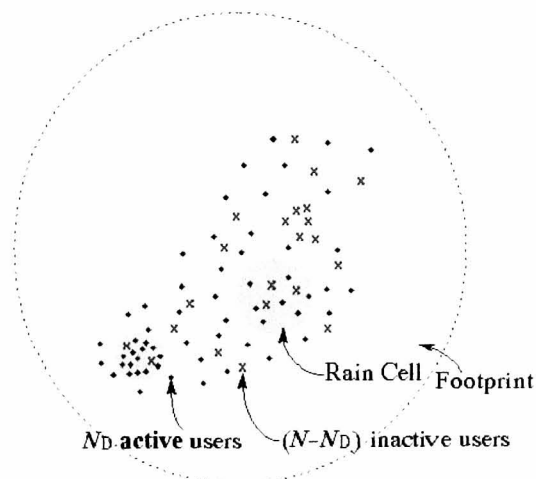 Rain Cell
Footprint
ND active users
(N-ND) inactive users